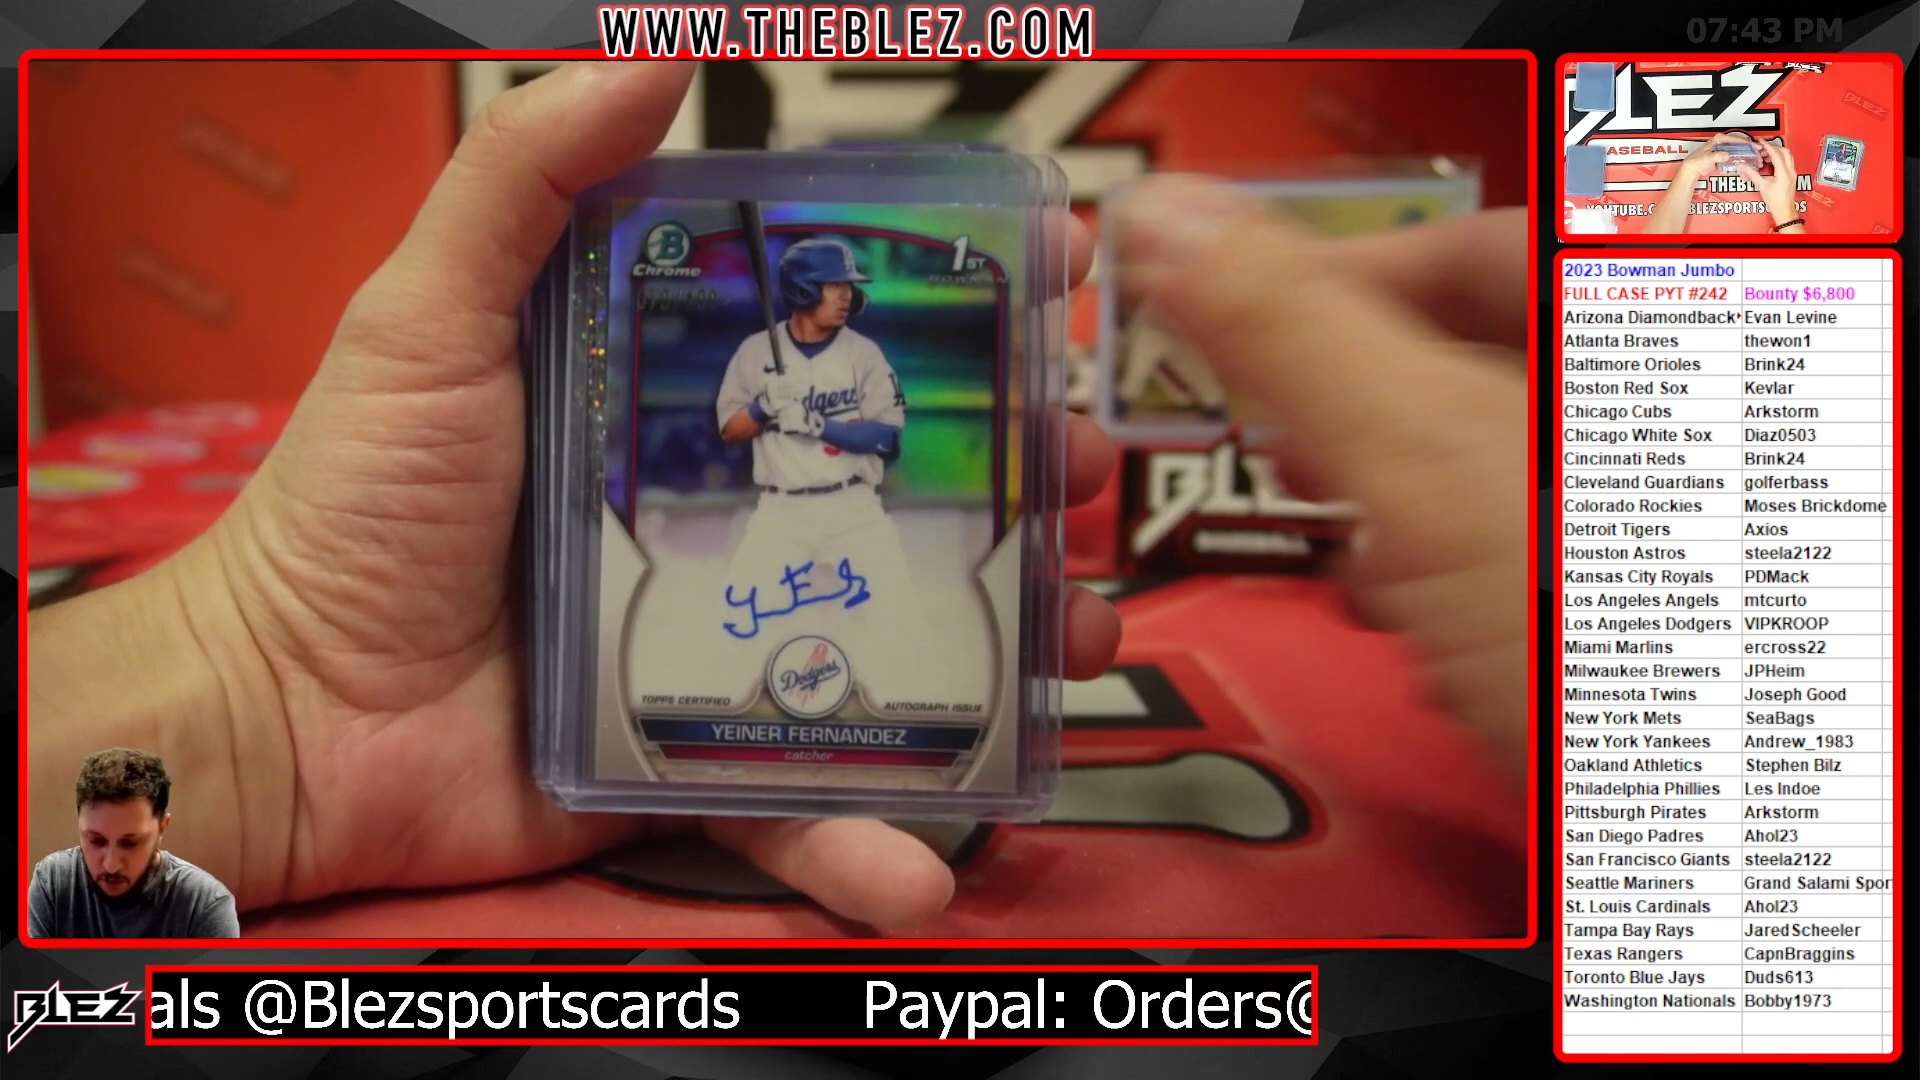 WWW.THEBLEZ.COM
07:43 PM
B
Chrome
1ST
BOWMAN
Dodgers
TOPPS CERTIFIED
AUTOGRAPH ISSUE
YEINER FERNANDEZ
catcher
BLEZ
BASEBALL
2023 Bowman Jumbo
FULL CASE PYT #242 Bounty $6,800
Arizona Diamondback Evan Levine
Atlanta Braves thewon1
Baltimore Orioles Brink24
Boston Red Sox Kevlar
Chicago Cubs Arkstorm
Chicago White Sox Diaz0503
Cincinnati Reds Brink24
Cleveland Guardians golferbass
Colorado Rockies Moses Brickdome
Detroit Tigers Axios
Houston Astros steela2122
Kansas City Royals PDMack
Los Angeles Angels mtcurto
Los Angeles Dodgers VIPKROOP
Miami Marlins ercross22
Milwaukee Brewers JPHeim
Minnesota Twins Joseph Good
New York Mets SeaBags
New York Yankees Andrew_1983
Oakland Athletics Stephen Bilz
Philadelphia Phillies Les Indoe
Pittsburgh Pirates Arkstorm
San Diego Padres Ahol23
San Francisco Giants steela2122
Seattle Mariners Grand Salami Spor
St. Louis Cardinals Ahol23
Tampa Bay Rays JaredScheeler
Texas Rangers CapnBraggins
Toronto Blue Jays Duds613
Washington Nationals Bobby1973
BLEZ
als @Blezsportscards Paypal: Orders@